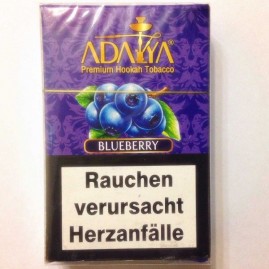 ADALYA®
Premium Hookah Tobacco
BLUEBERRY
Rauchen
verursacht
Herzanfälle